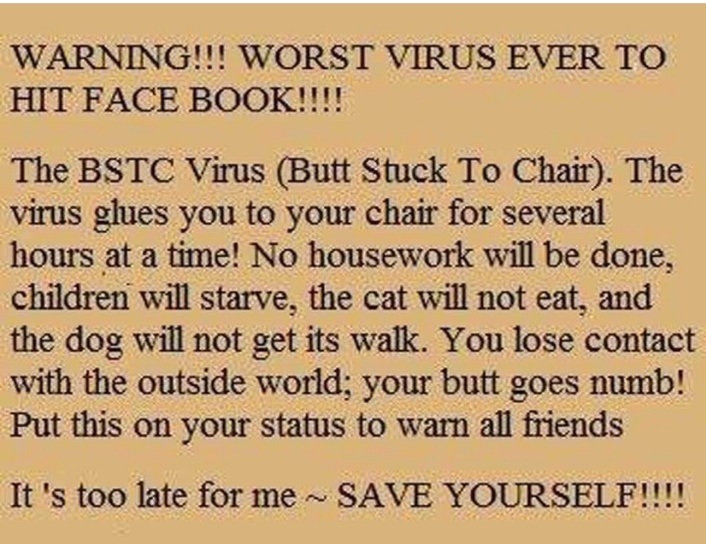 WARNING!!! WORST VIRUS EVER TO
HIT FACE BOOK!!!!
The BSTC Virus (Butt Stuck To Chair). The
virus glues you to your chair for several
hours at a time! No housework will be done,
children will starve, the cat will not eat, and
the dog will not get its walk. You lose contact
with the outside world; your butt goes numb!
Put this on your status to warn all friends
It 's too late for me ~ SAVE YOURSELF!!!!